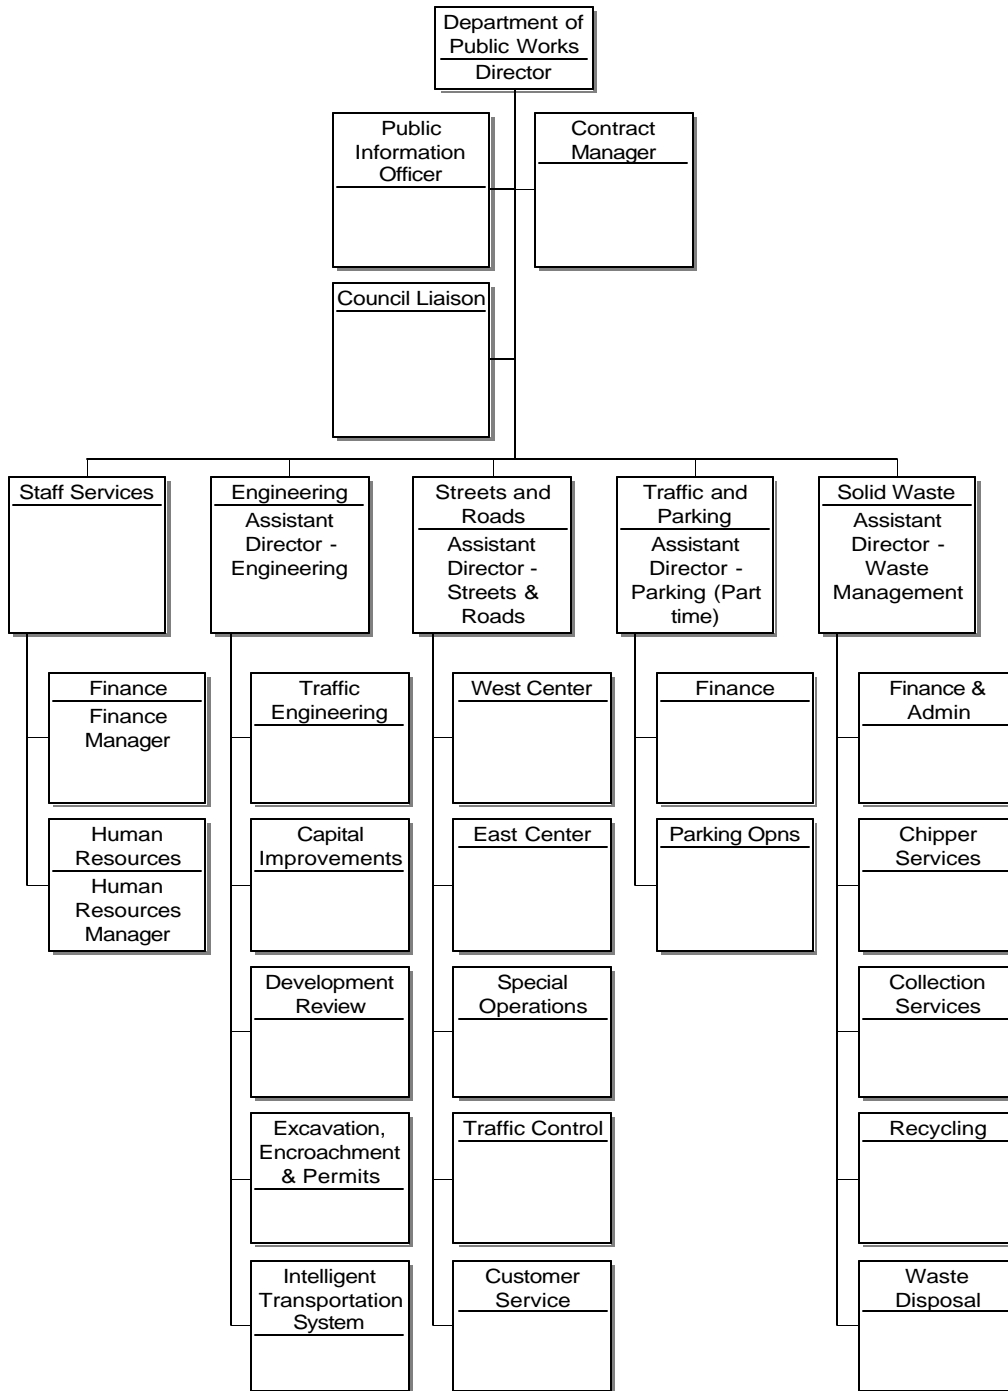 Department of
Public Works
Director
Public
Information
Officer
Contract
Manager
Council Liaison
Staff Services
Engineering
Assistant
Director -
Engineering
Streets and
Roads
Assistant
Director -
Streets &
Roads
Traffic and
Parking
Assistant
Director -
Parking (Part
time)
Solid Waste
Assistant
Director -
Waste
Management
Finance
Finance
Manager
Human
Resources
Human
Resources
Manager
Traffic
Engineering
Capital
Improvements
Development
Review
Excavation,
Encroachment
& Permits
Intelligent
Transportation
System
West Center
East Center
Special
Operations
Traffic Control
Customer
Service
Finance
Parking Opns
Finance &
Admin
Chipper
Services
Collection
Services
Recycling
Waste
Disposal